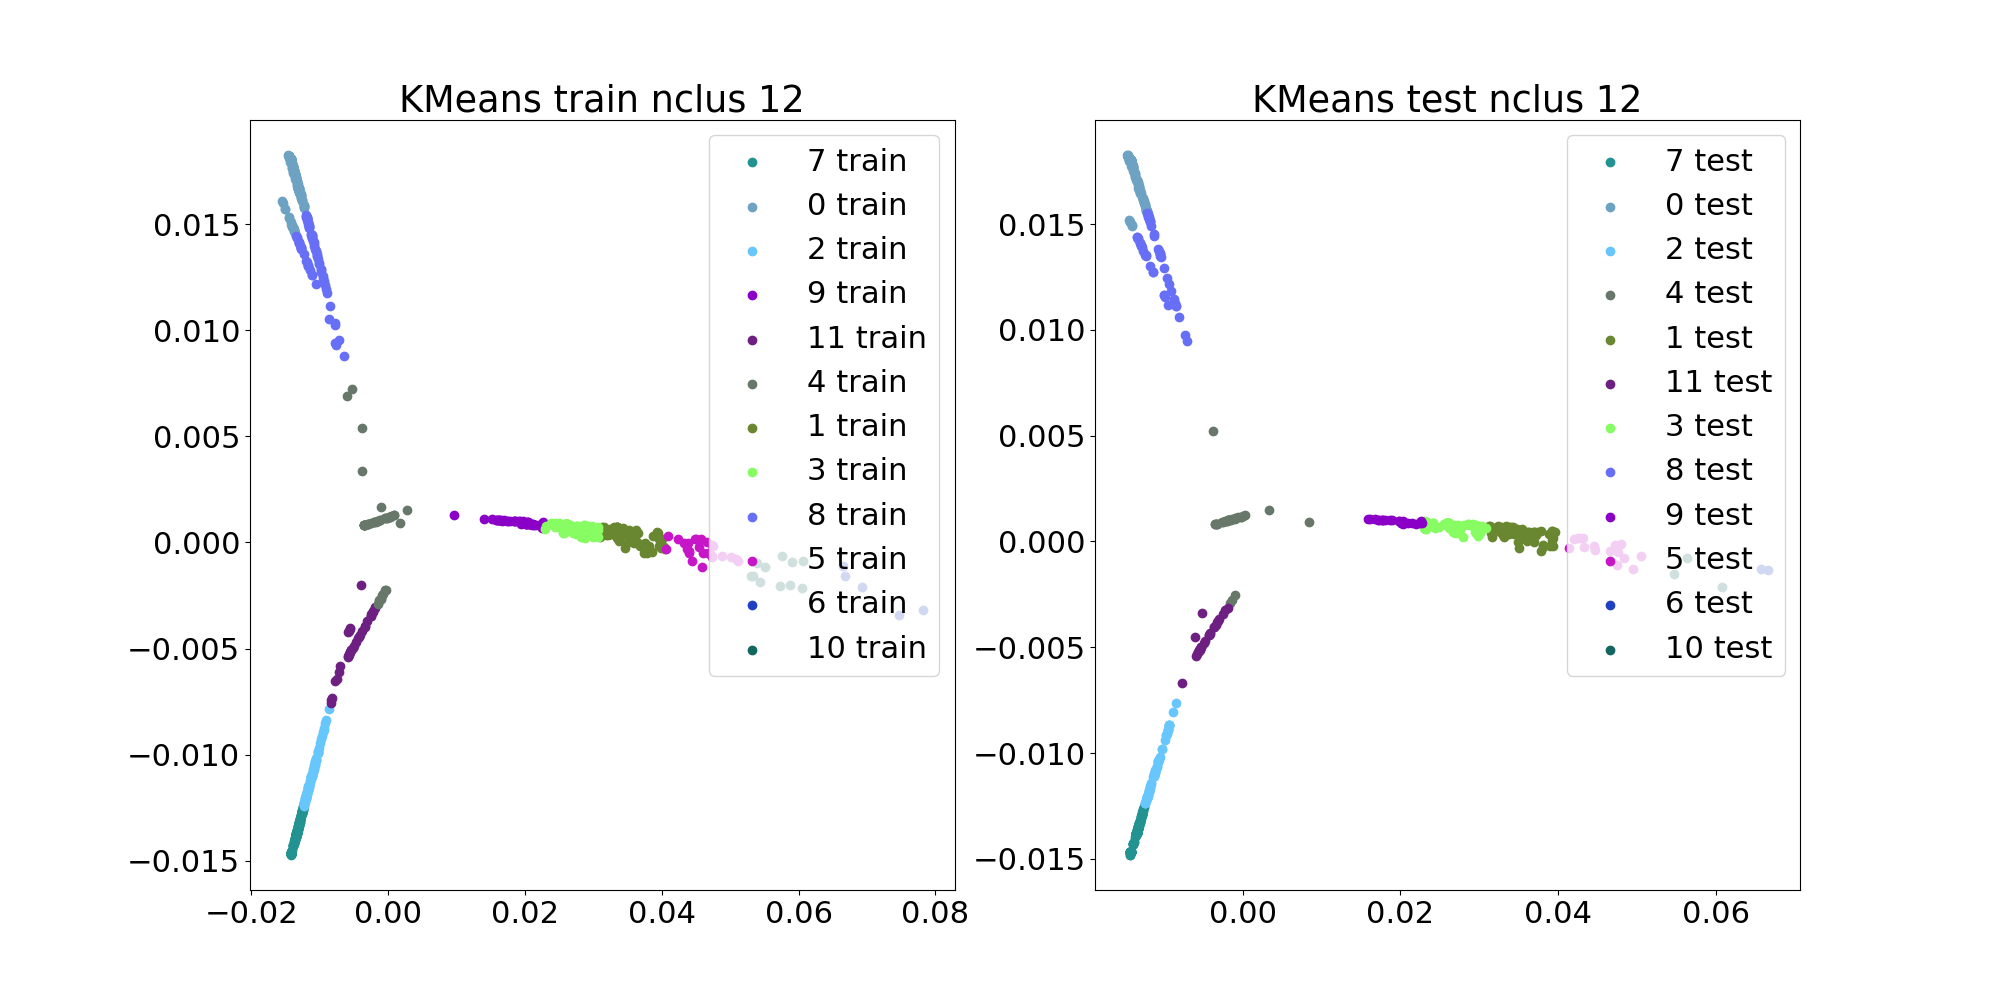 KMeans train nclus 12
7 train
0 train
2 train
9 train
11 train
4 train
1 train
3 train
8 train
5 train
6 train
10 train
0.015
0.010
0.005
0.000
−0.005
−0.010
−0.015
−0.02 0.00 0.02 0.04 0.06 0.08
KMeans test nclus 12
7 test
0 test
2 test
4 test
1 test
11 test
3 test
8 test
9 test
5 test
6 test
10 test
0.015
0.010
0.005
0.000
−0.005
−0.010
−0.015
0.00 0.02 0.04 0.06